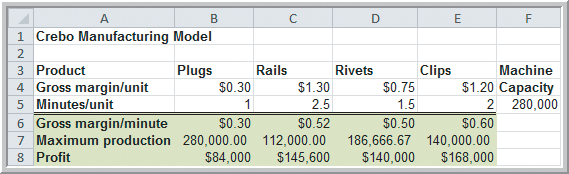 A B C D E F
1 Crebo Manufacturing Model
2
3 Product Plugs Rails Rivets Clips Machine
4 Gross margin/unit $0.30 $1.30 $0.75 $1.20 Capacity
5 Minutes/unit 1 2.5 1.5 2 280,000
6 Gross margin/minute $0.30 $0.52 $0.50 $0.60
7 Maximum production 280,000.00 112,000.00 186,666.67 140,000.00
8 Profit $84,000 $145,600 $140,000 $168,000